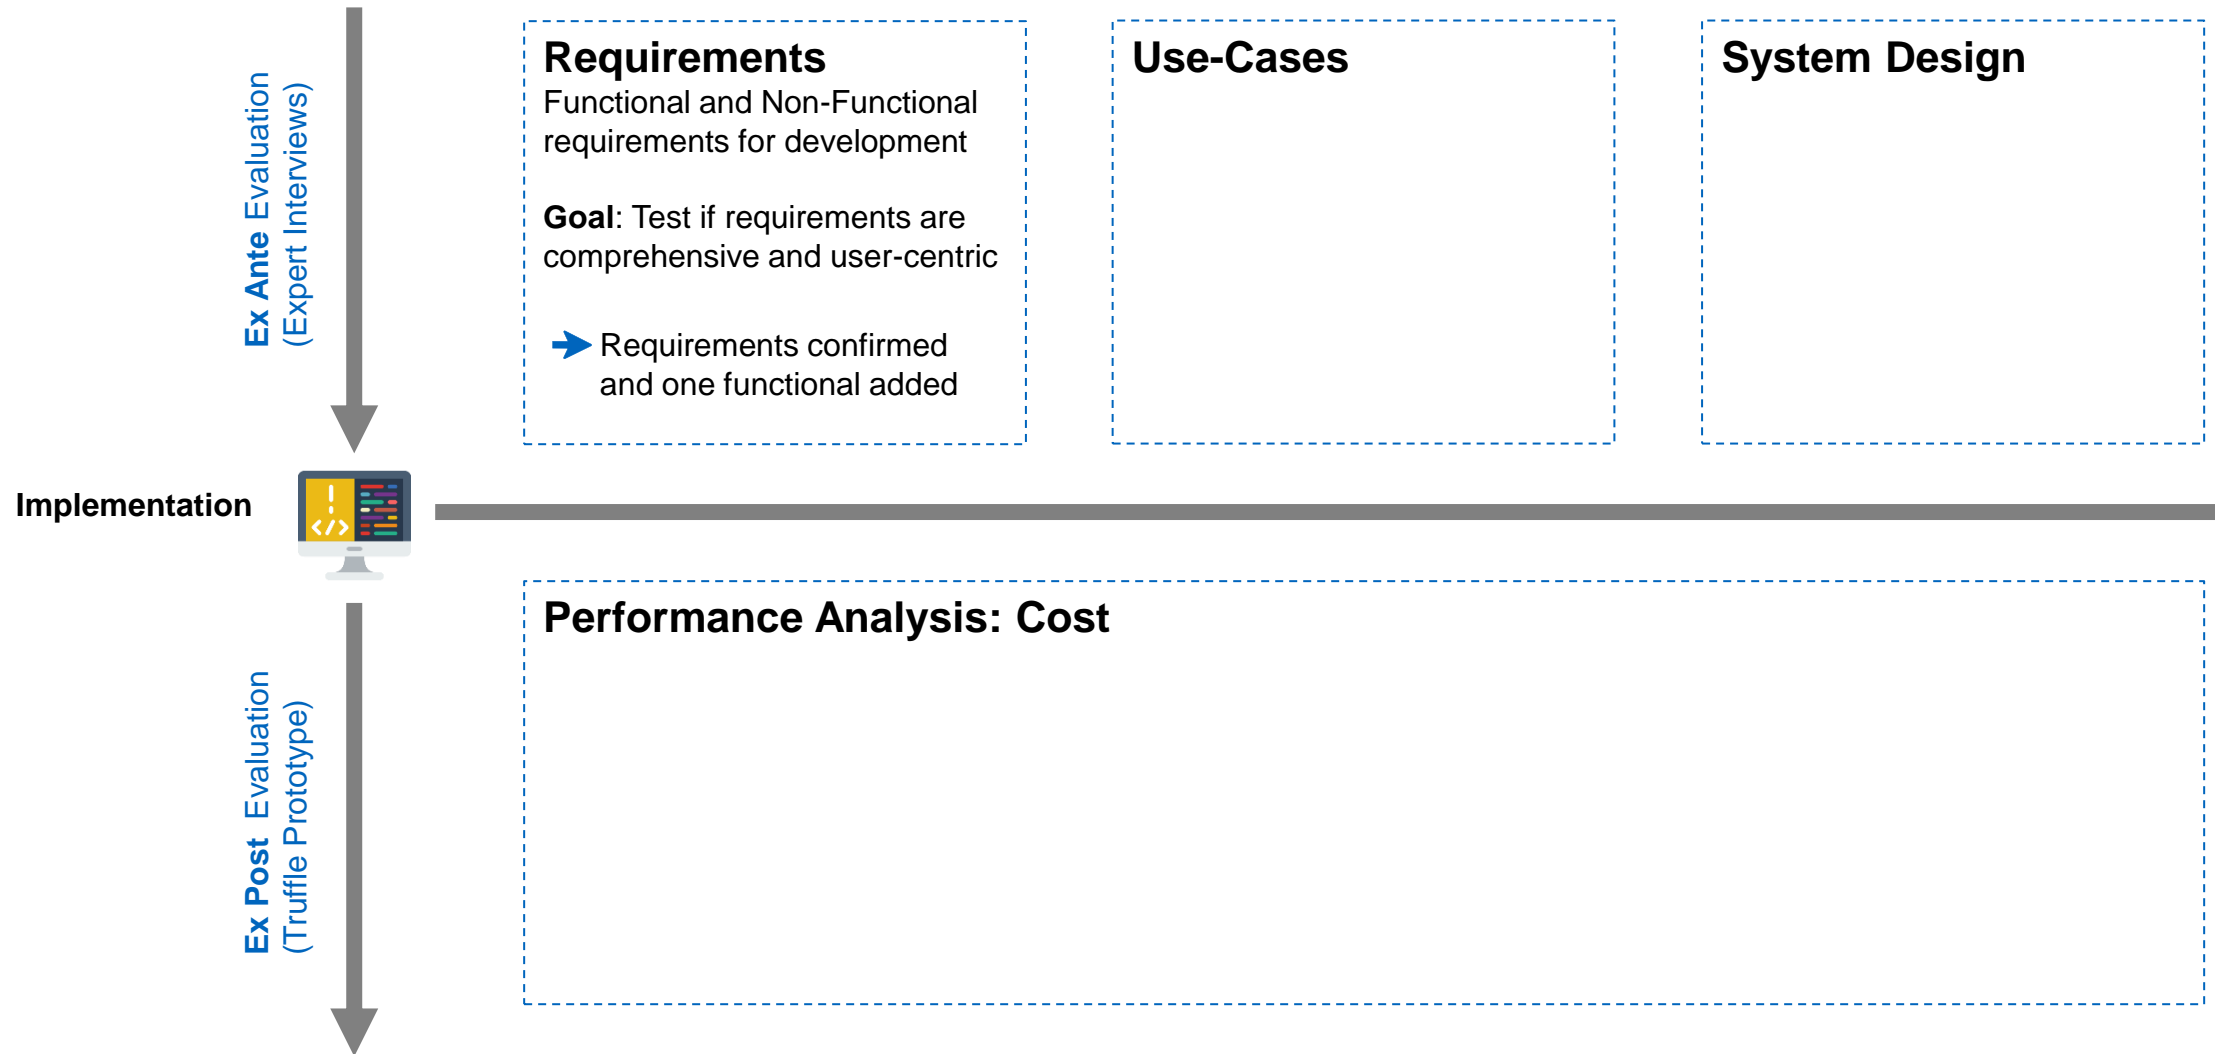 Ex Ante Evaluation
(Expert Interviews)
Requirements
Functional and Non-Functional
requirements for development
Goal: Test if requirements are
comprehensive and user-centric
Requirements confirmed
and one functional added
Use-Cases
System Design
Implementation
! </>
Ex Post Evaluation
(Truffle Prototype)
Performance Analysis: Cost